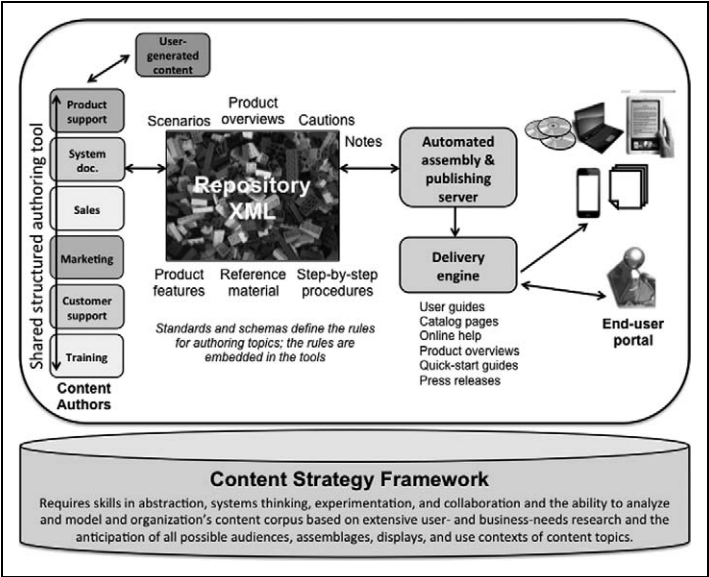 User-
generated
content
Shared structured authoring tool
Product
support
System
doc.
Sales
Marketing
Customer
support
Training
Content
Authors
Scenarios
Product
overviews
Cautions
Notes
Repository
XML
Product
features
Reference
material
Step-by-step
procedures
Standards and schemas define the rules
for authoring topics; the rules are
embedded in the tools
Automated
assembly &
publishing
server
Delivery
engine
User guides
Catalog pages
Online help
Product overviews
Quick-start guides
Press releases
End-user
portal
Content Strategy Framework
Requires skills in abstraction, systems thinking, experimentation, and collaboration and the ability to analyze
and model and organization's content corpus based on extensive user- and business-needs research and the
anticipation of all possible audiences, assemblages, displays, and use contexts of content topics.